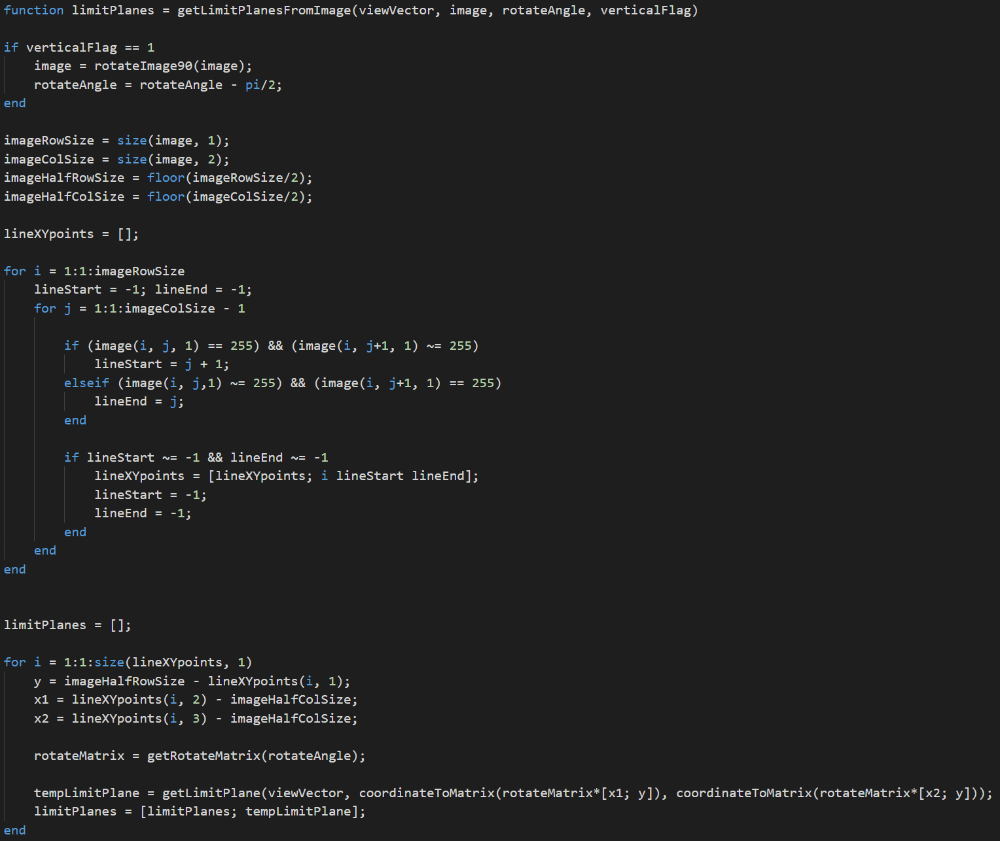 function limitPlanes = getLimitPlanesFromImage(viewVector, image, rotateAngle, verticalFlag)
if verticalFlag == 1
    image = rotateImage90(image);
    rotateAngle = rotateAngle - pi/2;
end
imageRowSize = size(image, 1);
imageColSize = size(image, 2);
imageHalfRowSize = floor(imageRowSize/2);
imageHalfColSize = floor(imageColSize/2);
lineXYpoints = [];
for i = 1:1:imageRowSize
    lineStart = -1; lineEnd = -1;
    for j = 1:1:imageColSize - 1
        if (image(i, j, 1) == 255) && (image(i, j+1, 1) ~= 255)
            lineStart = j + 1;
        elseif (image(i, j,1) ~= 255) && (image(i, j+1, 1) == 255)
            lineEnd = j;
        end
        if lineStart ~= -1 && lineEnd ~= -1
            lineXYpoints = [lineXYpoints; i lineStart lineEnd];
            lineStart = -1;
            lineEnd = -1;
        end
    end
end
limitPlanes = [];
for i = 1:1:size(lineXYpoints, 1)
    y = imageHalfRowSize - lineXYpoints(i, 1);
    x1 = lineXYpoints(i, 2) - imageHalfColSize;
    x2 = lineXYpoints(i, 3) - imageHalfColSize;
    rotateMatrix = getRotateMatrix(rotateAngle);
    tempLimitPlane = getLimitPlane(viewVector, coordinateToMatrix(rotateMatrix*[x1; y]), coordinateToMatrix(rotateMatrix*[x2; y]));
    limitPlanes = [limitPlanes; tempLimitPlane];
end